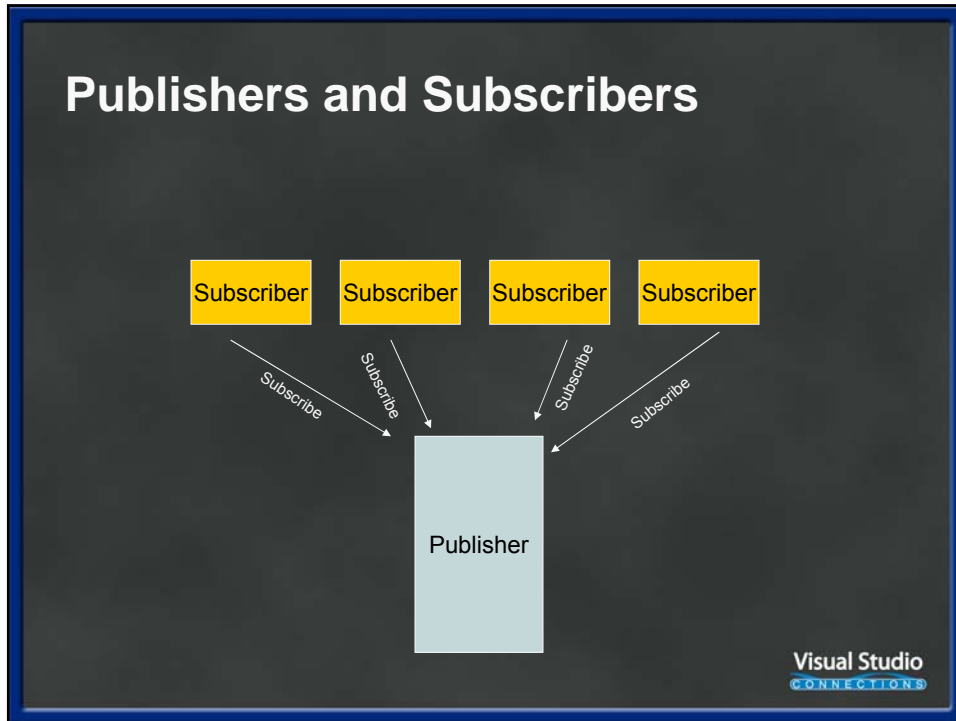 Publishers and Subscribers
Subscriber Subscriber Subscriber Subscriber
Subscribe Subscribe Subscribe Subscribe
Publisher
Visual Studio
CONNECTIONS